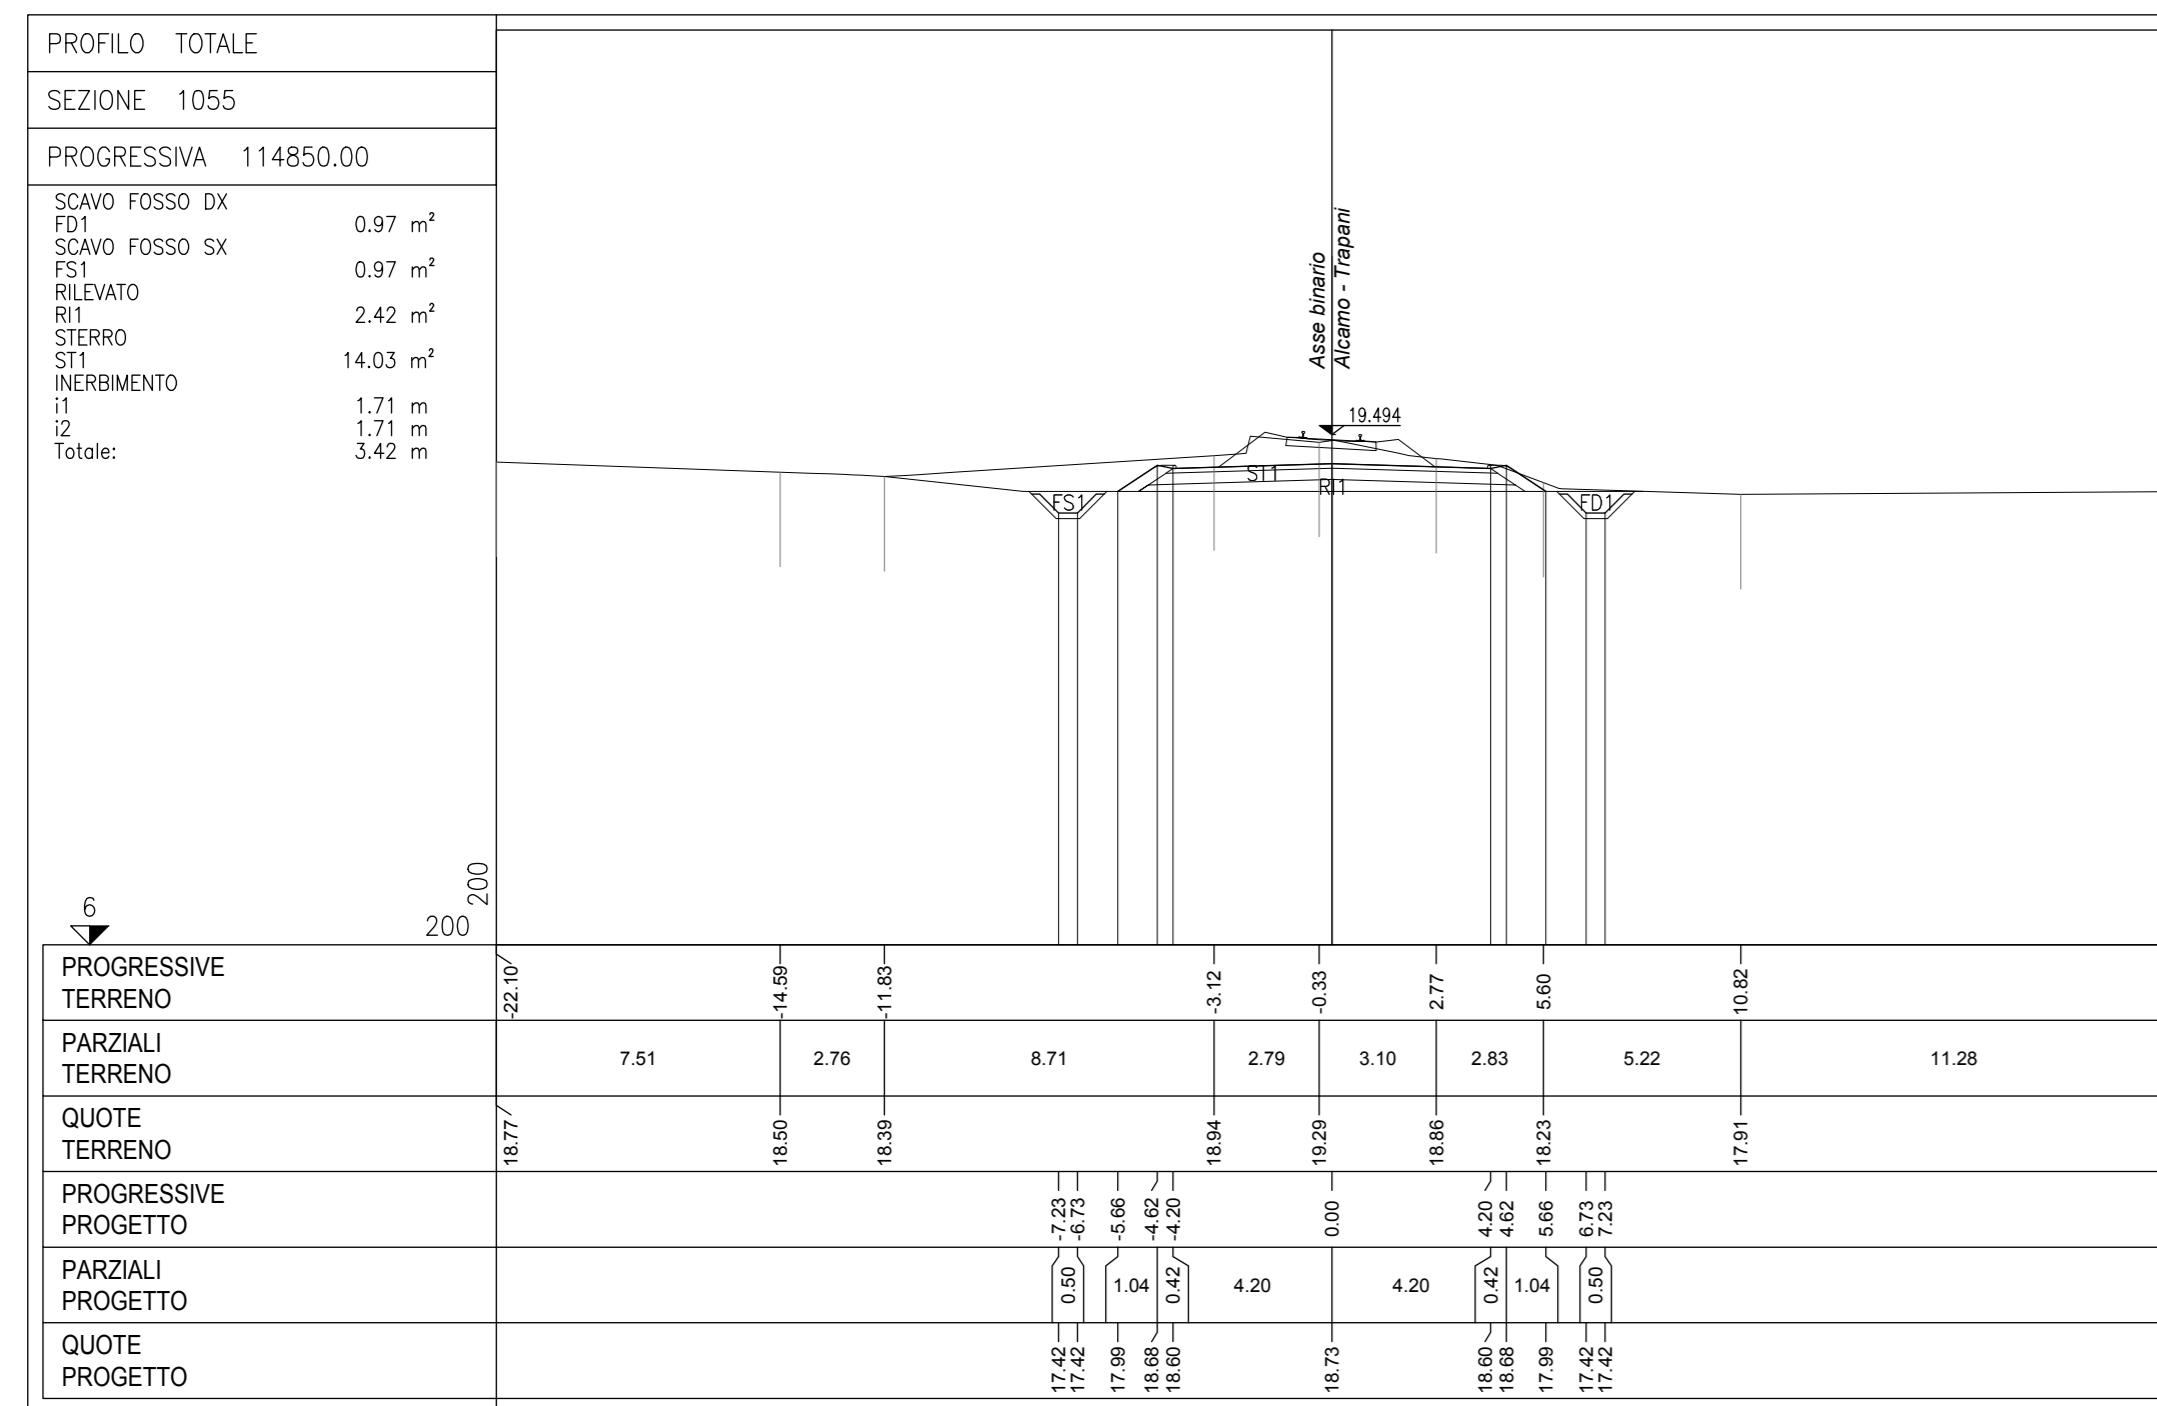 PROFILO TOTALE
SEZIONE 1055
PROGRESSIVA 114850.00
SCAVO FOSSO DX
FD1 0.97 m²
SCAVO FOSSO SX
FS1 0.97 m²
RILEVATO
RI1 2.42 m²
STERRO
ST1 14.03 m²
INERBIMENTO
i1 1.71 m
i2 1.71 m
Totale: 3.42 m
Asse binario
Alcamo - Trapani
19.494
ST1
RI1
FS1
FD1
200
6
200
PROGRESSIVE
TERRENO
-22.10 -14.59 -11.83 -3.12 -0.33 2.77 5.60 10.82
PARZIALI
TERRENO
7.51 2.76 8.71 2.79 3.10 2.83 5.22 11.28
QUOTE
TERRENO
18.77 18.50 18.39 18.94 19.29 18.86 18.23 17.91
PROGRESSIVE
PROGETTO
-7.23 -6.73 -5.66 -4.62 -4.20 0.00 4.20 4.62 5.66 6.73 7.23
PARZIALI
PROGETTO
0.50 1.04 0.42 4.20 4.20 0.42 1.04 0.50
QUOTE
PROGETTO
17.42 17.42 17.99 18.68 18.60 18.73 18.60 18.68 17.99 17.42 17.42